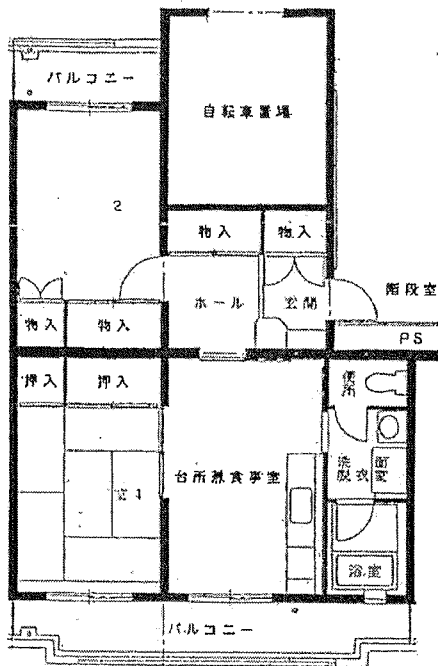 バルコニー
自転車置場
2
物入
物入
階段室
ホール
玄関
物入
物入
PS
押入
押入
便所
洗面
脱衣室
台所兼食事室
浴室
バルコニー